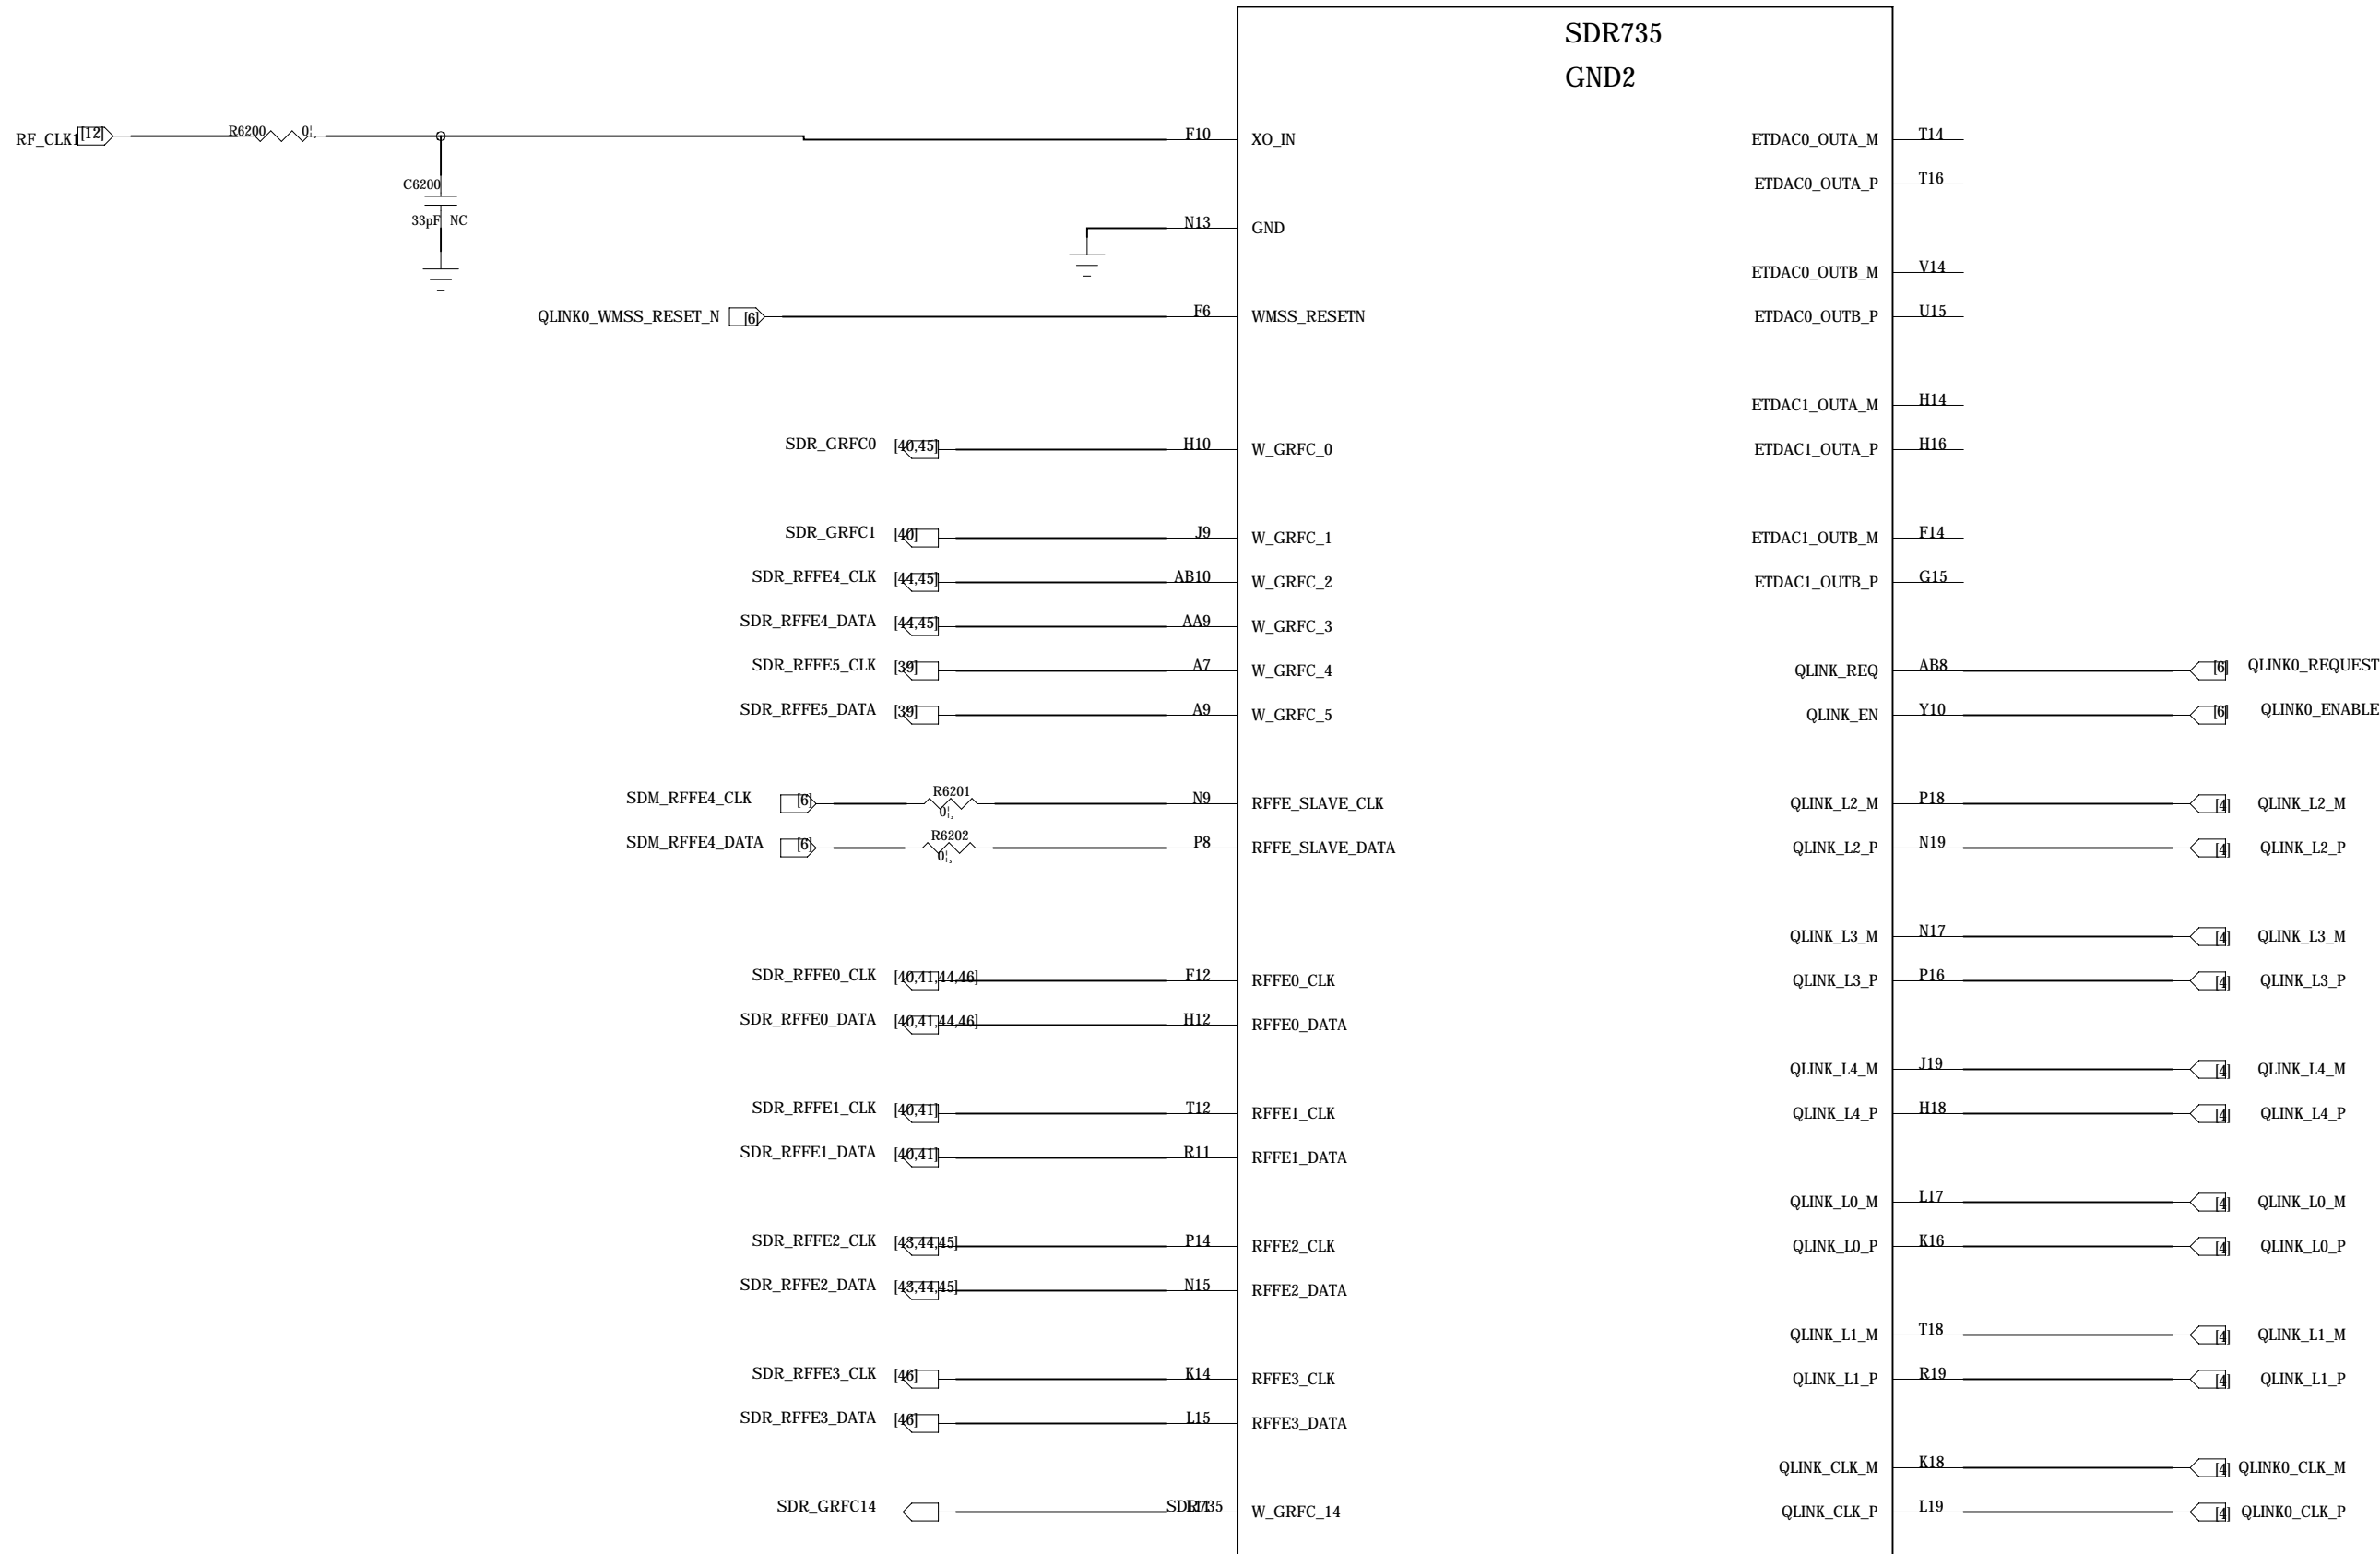 SDR735
GND2
RF_CLK1 [12] R6200 0 F10 XO_IN ETDAC0_OUTA_M T14
C6200
33pF NC
ETDAC0_OUTA_P T16
N13 GND
ETDAC0_OUTB_M V14
QLINK0_WMSS_RESET_N [6] F6 WMSS_RESETN ETDAC0_OUTB_P U15
ETDAC1_OUTA_M H14
SDR_GRFC0 [40,45] H10 W_GRFC_0 ETDAC1_OUTA_P H16
SDR_GRFC1 [40] J9 W_GRFC_1 ETDAC1_OUTB_M F14
SDR_RFFE4_CLK [44,45] AB10 W_GRFC_2 ETDAC1_OUTB_P G15
SDR_RFFE4_DATA [44,45] AA9 W_GRFC_3
SDR_RFFE5_CLK [39] A7 W_GRFC_4 QLINK_REQ AB8 [6] QLINK0_REQUEST
SDR_RFFE5_DATA [39] A9 W_GRFC_5 QLINK_EN Y10 [6] QLINK0_ENABLE
SDM_RFFE4_CLK [6] R6201 0 N9 RFFE_SLAVE_CLK QLINK_L2_M P18 [4] QLINK_L2_M
SDM_RFFE4_DATA [6] R6202 0 P8 RFFE_SLAVE_DATA QLINK_L2_P N19 [4] QLINK_L2_P
QLINK_L3_M N17 [4] QLINK_L3_M
SDR_RFFE0_CLK [40,41,44,46] F12 RFFE0_CLK QLINK_L3_P P16 [4] QLINK_L3_P
SDR_RFFE0_DATA [40,41,44,46] H12 RFFE0_DATA
QLINK_L4_M J19 [4] QLINK_L4_M
SDR_RFFE1_CLK [40,41] T12 RFFE1_CLK QLINK_L4_P H18 [4] QLINK_L4_P
SDR_RFFE1_DATA [40,41] R11 RFFE1_DATA
QLINK_L0_M L17 [4] QLINK_L0_M
SDR_RFFE2_CLK [43,44,45] P14 RFFE2_CLK QLINK_L0_P K16 [4] QLINK_L0_P
SDR_RFFE2_DATA [43,44,45] N15 RFFE2_DATA
QLINK_L1_M T18 [4] QLINK_L1_M
SDR_RFFE3_CLK [46] K14 RFFE3_CLK QLINK_L1_P R19 [4] QLINK_L1_P
SDR_RFFE3_DATA [46] L15 RFFE3_DATA
QLINK_CLK_M K18 [4] QLINK0_CLK_M
SDR_GRFC14 SDR735 W_GRFC_14 QLINK_CLK_P L19 [4] QLINK0_CLK_P